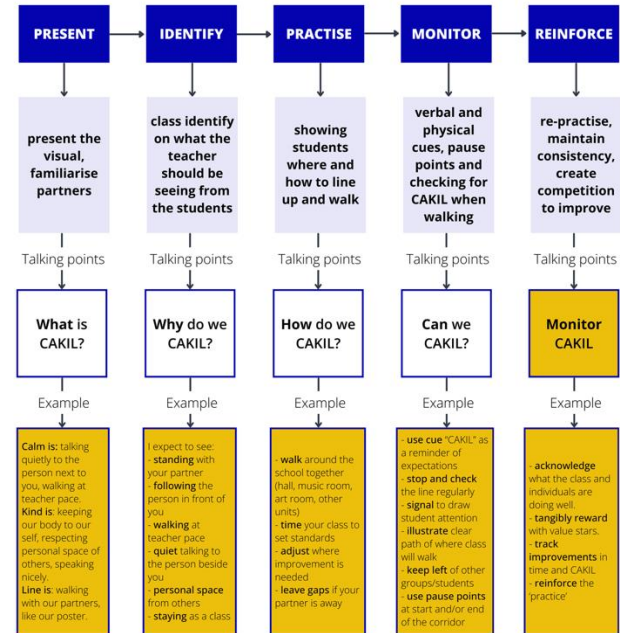 PRESENT
IDENTIFY
PRACTISE
MONITOR
REINFORCE
present the
visual,
familiarise
partners
class identify
on what the
teacher
should be
seeing from
the students
showing
students
where and
how to line
up and walk
verbal and
physical
cues, pause
points and
checking for
CAKIL when
walking
re-practise,
maintain
consistency,
create
competition
to improve
Talking points
Talking points
Talking points
Talking points
Talking points
What is
CAKIL?
Why do we
CAKIL?
How do we
CAKIL?
Can we
CAKIL?
Monitor
CAKIL
Example
Example
Example
Example
Example
Calm is: talking
quietly to the
person next to
you, walking at
teacher pace.
Kind is: keeping
our body to our
self, respecting
personal space of
others, speaking
nicely.
Line is: walking
with our partners,
like our poster.
I expect to see:
- standing with
your partner
- following the
person in front of
you
- walking at
teacher pace
- quiet talking to
the person beside
you
- personal space
from others
- staying as a class
- walk around the
school together
(hall, music room,
art room, other
units)
- time your class to
set standards
- adjust where
improvement is
needed
- leave gaps if your
partner is away
- use cue "CAKIL" as
a reminder of
expectations
- stop and check
the line regularly
- signal to draw
student attention
- illustrate clear
path of where class
will walk
- keep left of other
groups/students
- use pause points
at start and/or end
of the corridor
- acknowledge
what the class and
individuals are
doing well.
- tangibly reward
with value stars.
- track
improvements in
time and CAKIL
- reinforce the
'practice'